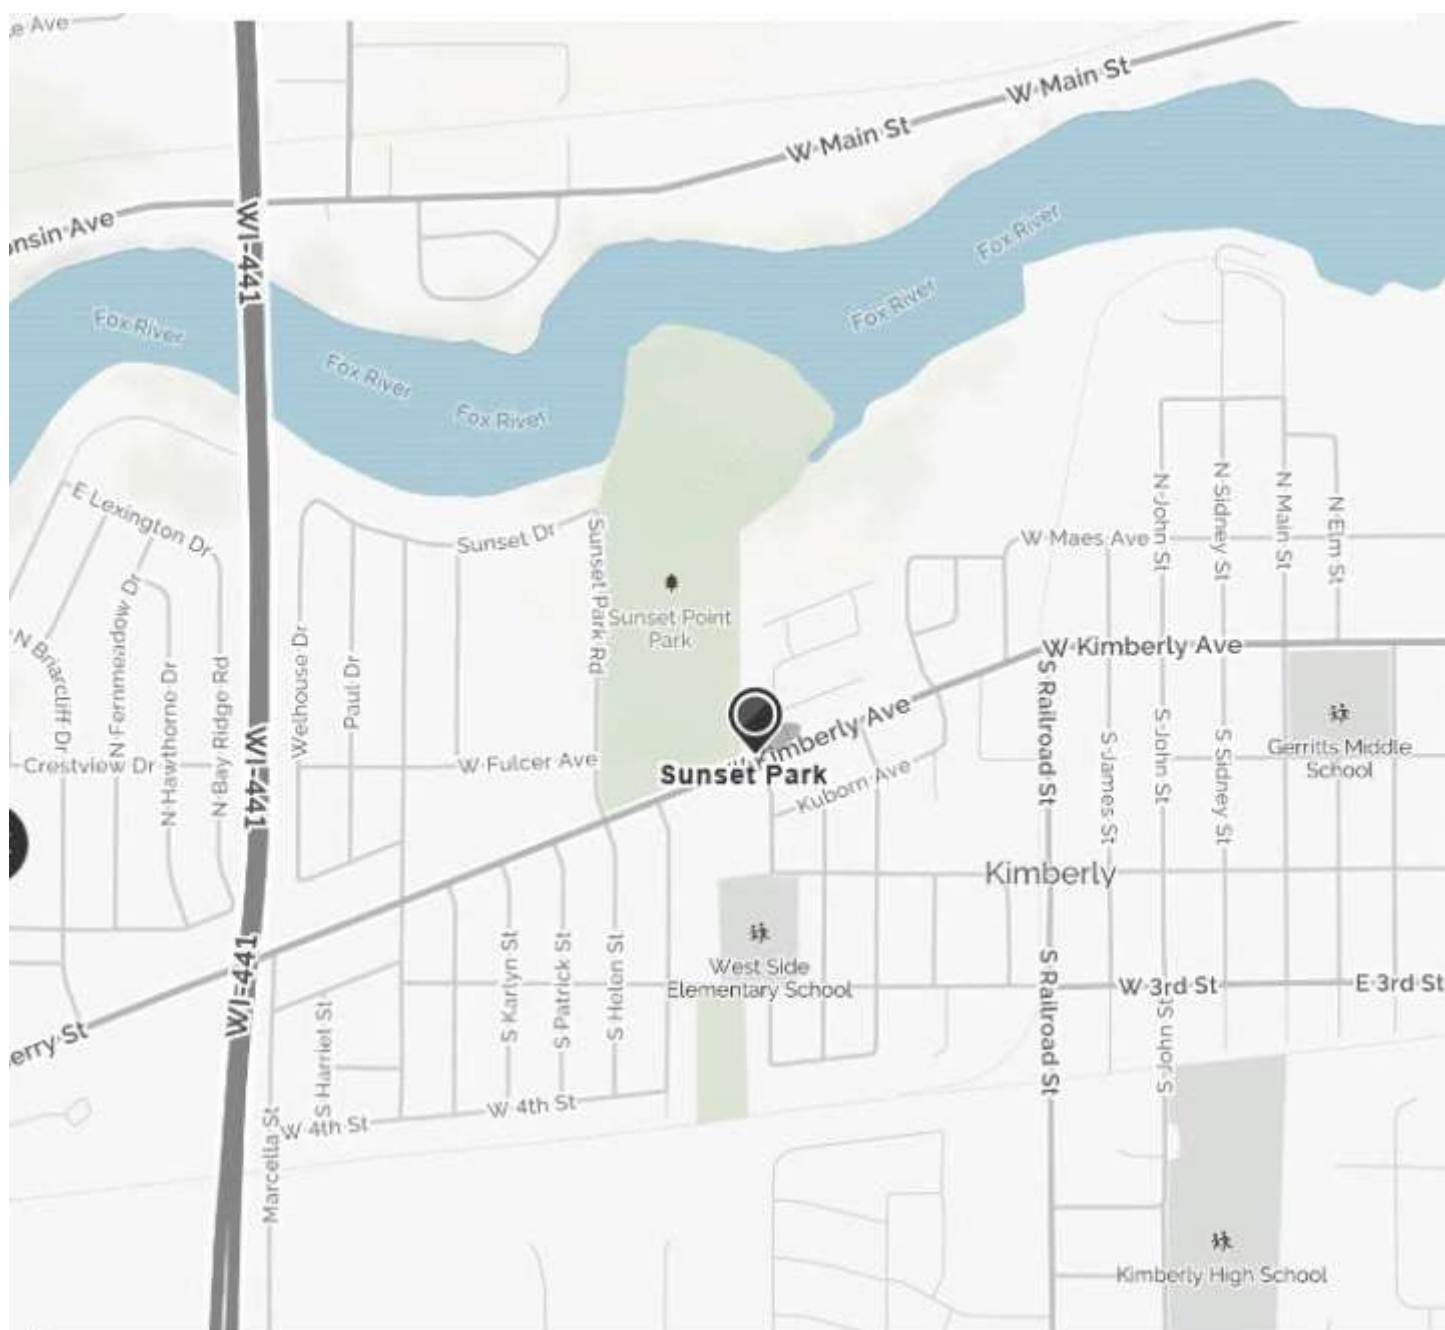 e Ave
W Main St
W Main St
onsin Ave
WI-441
Fox River
Fox River
Fox River
Fox River
Fox River
E Lexington Dr
Sunset Dr
Sunset Park Rd
N John St
N Sidney St
N Main St
N Elm St
W Maes Ave
N Briarcliff Dr
N Fernmeadow Dr
N Hawthorne Dr
N Bay Ridge Rd
Welhouse Dr
Paul Dr
Sunset Point
Park
W Kimberly Ave
S Railroad St
W Kimberly Ave
Crestview Dr
WI-441
W Fulcer Ave
Sunset Park
Kuborn Ave
S James St
S John St
S Sidney St
Gerritts Middle
School
Kimberly
WI-441
S Karlyn St
S Patrick St
S Helen St
West Side
Elementary School
S Railroad St
W 3rd St
E 3rd St
erry St
S Harriet St
S John St
W 4th St
W 4th St
Marcella St
Kimberly High School